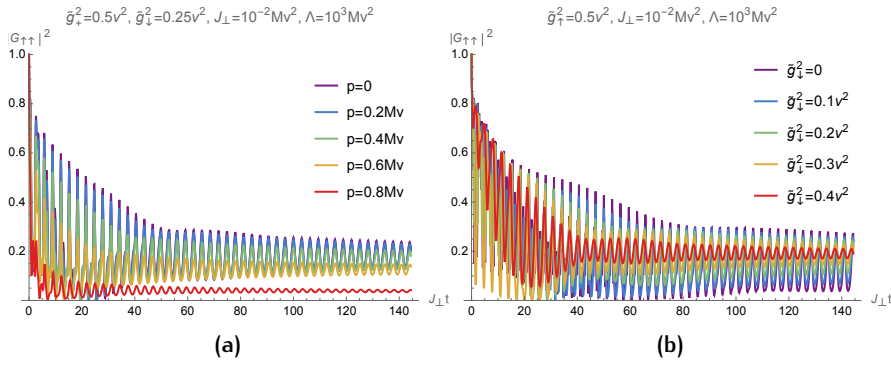 g̃₊²=0.5v², g̃↓²=0.25v², J⊥=10⁻²Mv², Λ=10³Mv²
|G↑↑|²
1.0
0.8
0.6
0.4
0.2
0 20 40 60 80 100 120 140 J⊥t
p=0
p=0.2Mv
p=0.4Mv
p=0.6Mv
p=0.8Mv
(a)
g̃↑²=0.5v², J⊥=10⁻²Mv², Λ=10³Mv²
|G↑↑|²
1.0
0.8
0.6
0.4
0.2
0 20 40 60 80 100 120 140 J⊥t
g̃↓²=0
g̃↓²=0.1v²
g̃↓²=0.2v²
g̃↓²=0.3v²
g̃↓²=0.4v²
(b)